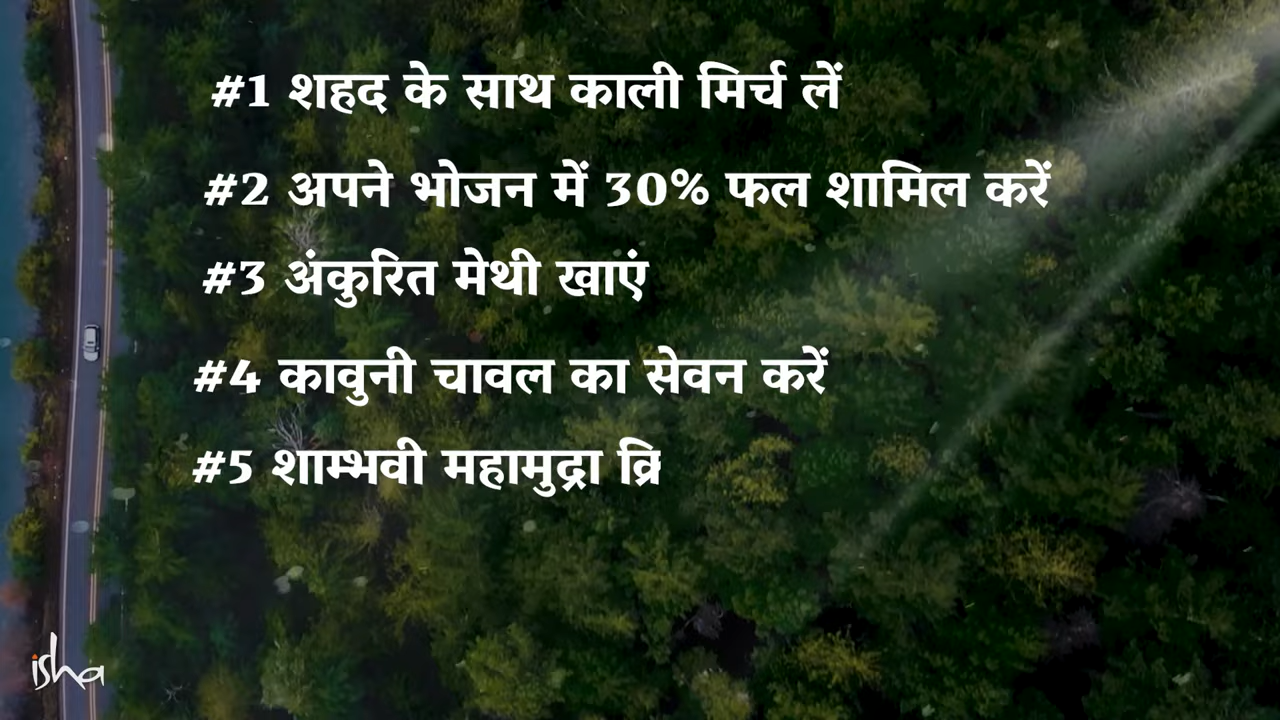 #1 शहद के साथ काली मिर्च लें
#2 अपने भोजन में 30% फल शामिल करें
#3 अंकुरित मेथी खाएं
#4 कावुनी चावल का सेवन करें
#5 शाम्भवी महामुद्रा
isha